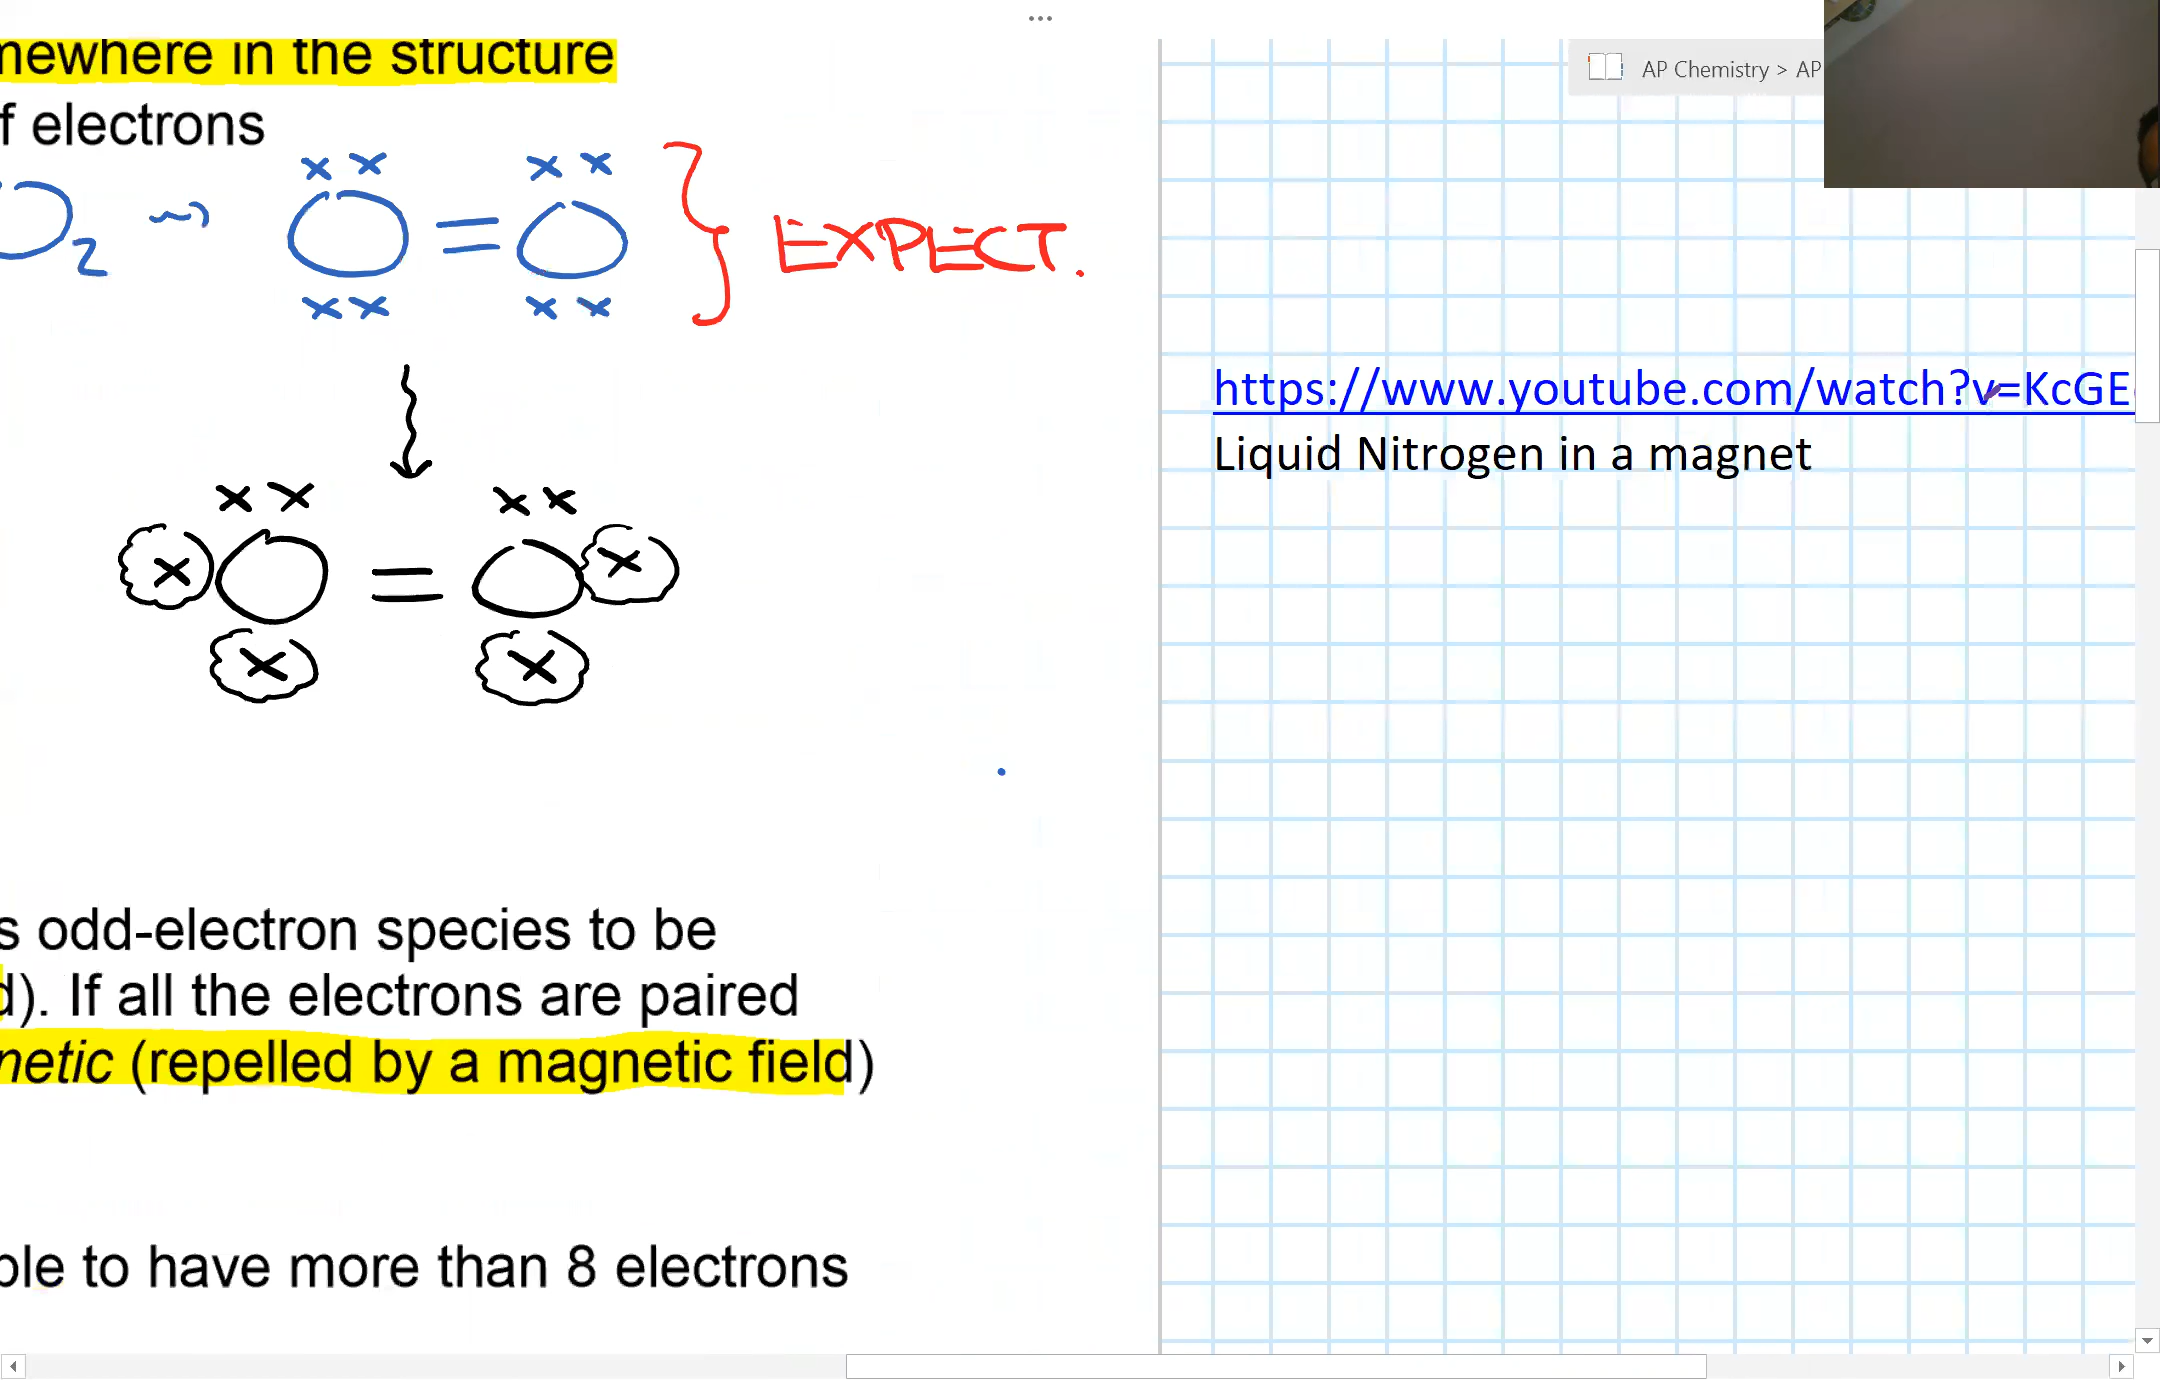 mewhere in the structure
f electrons
x x x x
O₂ ⇝ O = O } EXPECT.
x x x x
x x x x
x O = O x
x x
s odd-electron species to be
d). If all the electrons are paired
netic (repelled by a magnetic field)
ble to have more than 8 electrons
AP Chemistry > AP
https://www.youtube.com/watch?v=KcGE
Liquid Nitrogen in a magnet